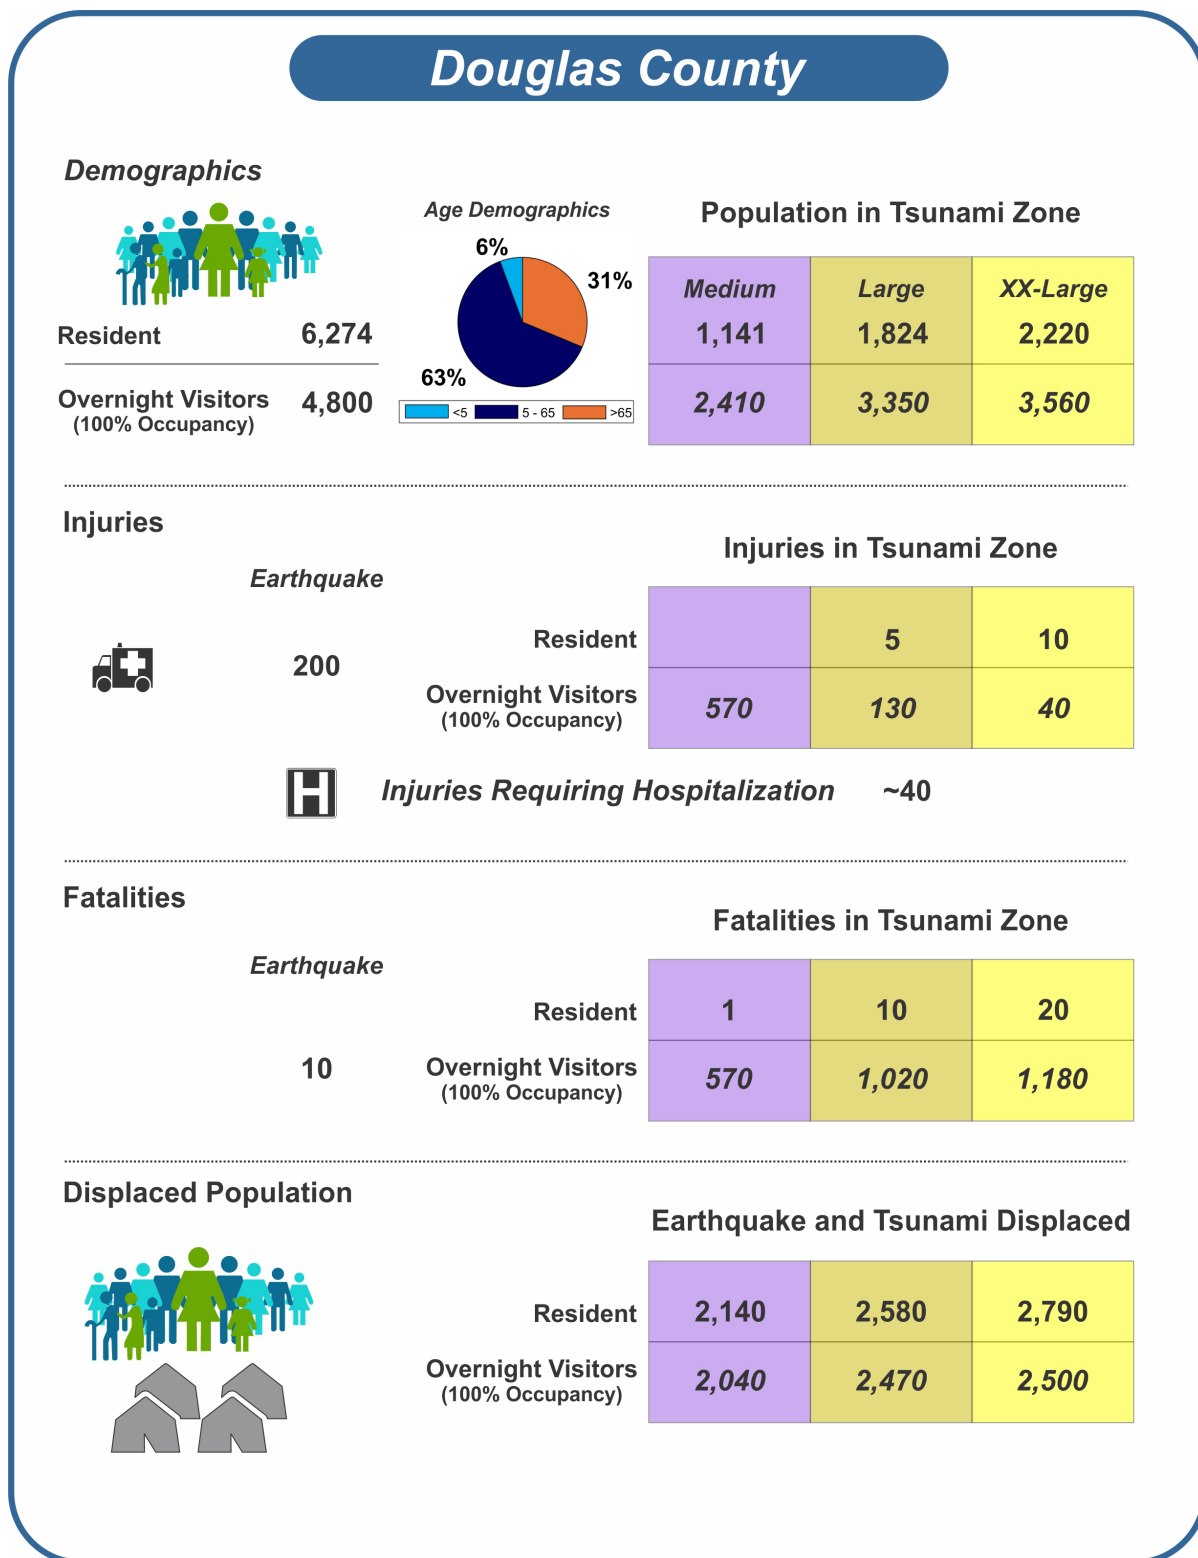 Douglas County
Demographics
Age Demographics
Population in Tsunami Zone
6%
31%
63%
<5 5 - 65 >65
Medium Large XX-Large
Resident 6,274 1,141 1,824 2,220
Overnight Visitors 4,800 2,410 3,350 3,560
(100% Occupancy)
Injuries
Injuries in Tsunami Zone
Earthquake
200
Resident 5 10
Overnight Visitors 570 130 40
(100% Occupancy)
H Injuries Requiring Hospitalization ~40
Fatalities
Fatalities in Tsunami Zone
Earthquake
10
Resident 1 10 20
Overnight Visitors 570 1,020 1,180
(100% Occupancy)
Displaced Population
Earthquake and Tsunami Displaced
Resident 2,140 2,580 2,790
Overnight Visitors 2,040 2,470 2,500
(100% Occupancy)